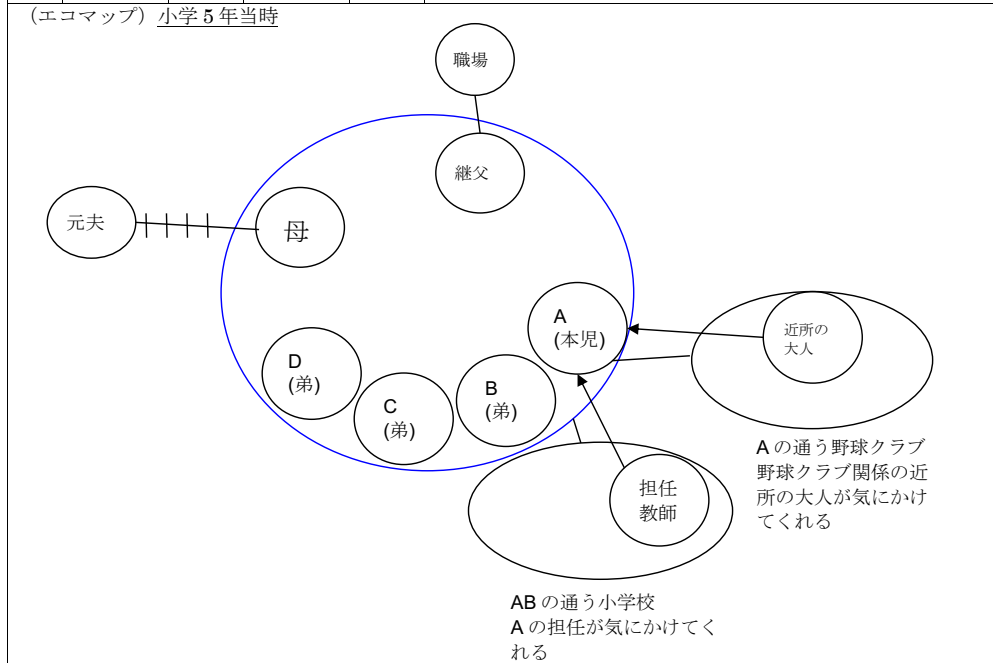 （エコマップ）小学5年当時
職場
継父
元夫
母
A
(本児)
近所の
大人
D
(弟)
C
(弟)
B
(弟)
担任
教師
Aの通う野球クラブ
野球クラブ関係の近
所の大人が気にかけ
てくれる
ABの通う小学校
Aの担任が気にかけてく
れる